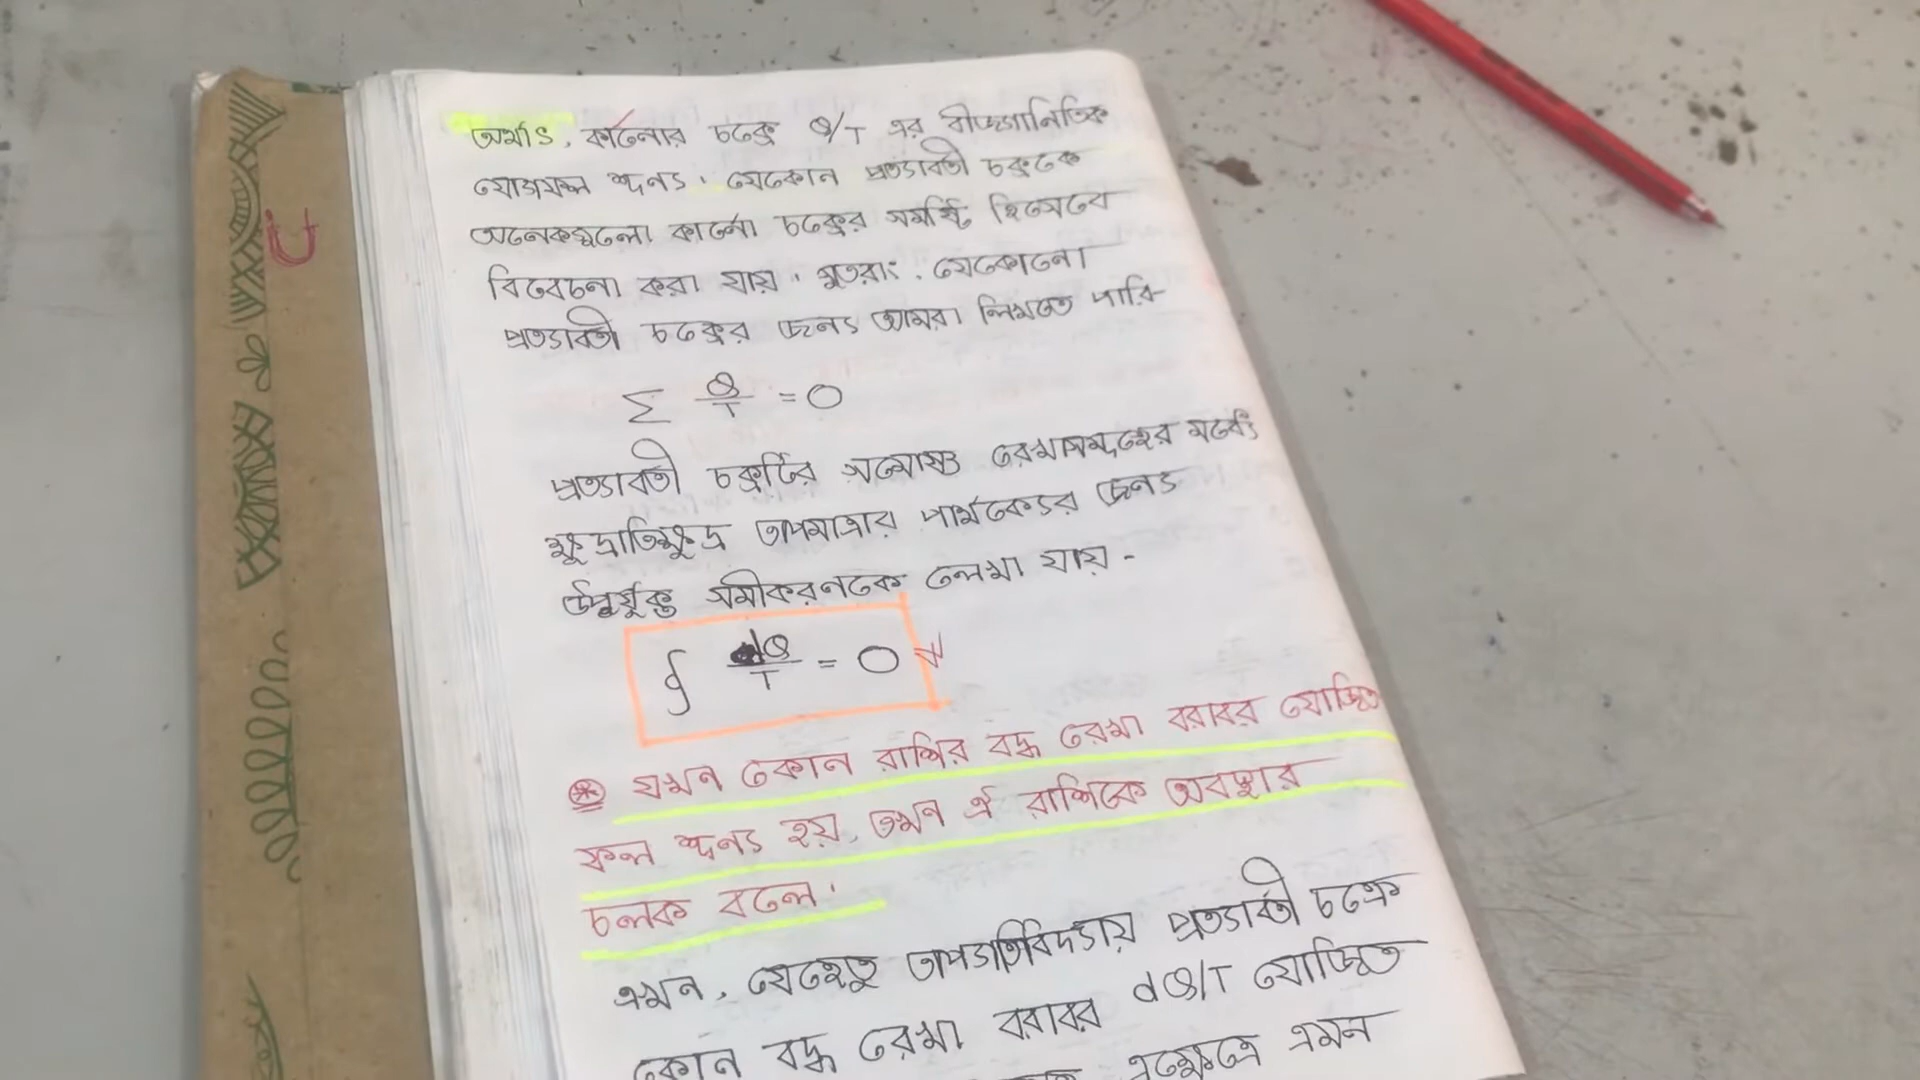 অর্থাৎ, কার্নোর চক্রে Q/T এর বীজগানিতিক
যোগফল শূন্য। যেকোন প্রত্যাবর্তী চক্রকে
অনেকগুলো কার্নো চক্রের সমষ্টি হিসেবে
বিবেচনা করা যায়। সুতরাং, যেকোনো
প্রত্যাবর্তী চক্রের জন্য আমরা লিখতে পারি-
Σ Q/T = 0
প্রত্যাবর্তী চক্রটির সমোষ্ণ রেখাসমূহের মধ্যে
ক্ষুদ্রাতিক্ষুদ্র তাপমাত্রার পার্থক্যের জন্য
উপর্যুক্ত সমীকরণকে লেখা যায় -
∮ dQ/T = 0
যখন কোন রাশির বদ্ধ রেখা বরাবর যোজিত
ফল শূন্য হয়, তখন ঐ রাশিকে অবস্থার
চলক বলে।
এখন, যেহেতু তাপগতিবিদ্যায় প্রত্যাবর্তী চক্রে
কোন বদ্ধ রেখা বরাবর dQ/T যোজিত
এক্ষেত্রে এমন